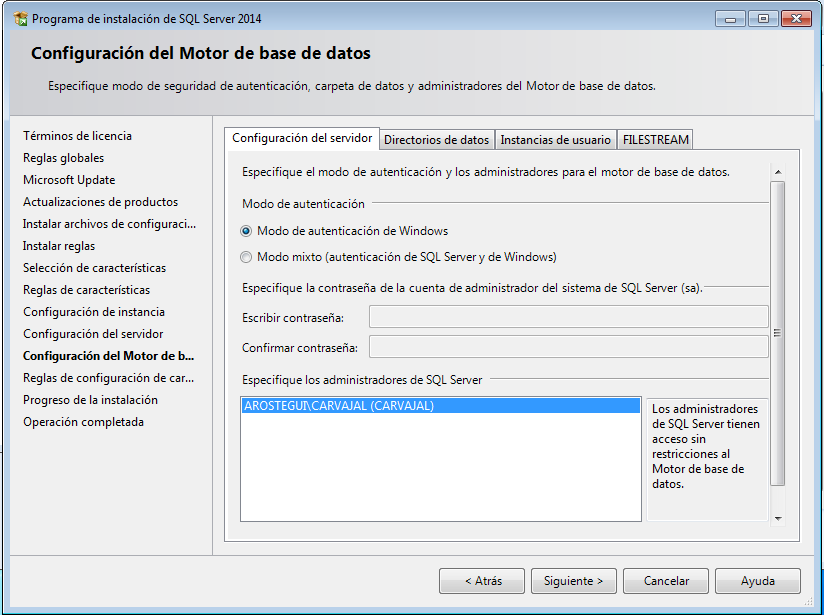 Programa de instalación de SQL Server 2014
Configuración del Motor de base de datos
Especifique modo de seguridad de autenticación, carpeta de datos y administradores del Motor de base de datos.
Términos de licencia
Reglas globales
Microsoft Update
Actualizaciones de productos
Instalar archivos de configuraci...
Instalar reglas
Selección de características
Reglas de características
Configuración de instancia
Configuración del servidor
Configuración del Motor de b...
Reglas de configuración de car...
Progreso de la instalación
Operación completada
Configuración del servidor
Directorios de datos
Instancias de usuario
FILESTREAM
Especifique el modo de autenticación y los administradores para el motor de base de datos.
Modo de autenticación
Modo de autenticación de Windows
Modo mixto (autenticación de SQL Server y de Windows)
Especifique la contraseña de la cuenta de administrador del sistema de SQL Server (sa).
Escribir contraseña:
Confirmar contraseña:
Especifique los administradores de SQL Server
AROSTEGUI\CARVAJAL (CARVAJAL)
Los administradores
de SQL Server tienen
acceso sin
restricciones al
Motor de base de
datos.
< Atrás
Siguiente >
Cancelar
Ayuda